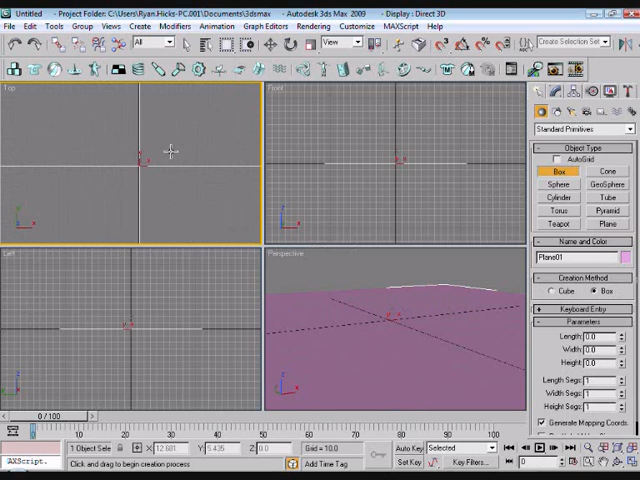 Untitled - Project Folder: C:\Users\Ryan.Hicks-PC.001\Documents\3dsmax - Autodesk 3ds Max 2009 - Display : Direct 3D
File Edit Tools Group Views Create Modifiers Animation Graph Editors Rendering Customize MAXScript Help
All View Create Selection Set
Top
Front
Left
Perspective
Standard Primitives
Object Type
AutoGrid
Box Cone
Sphere GeoSphere
Cylinder Tube
Torus Pyramid
Teapot Plane
Name and Color
Plane01
Creation Method
Cube Box
Keyboard Entry
Parameters
Length: 0.0
Width: 0.0
Height: 0.0
Length Segs: 1
Width Segs: 1
Height Segs: 1
Generate Mapping Coords.
0 / 100
0 10 20 30 40 50 60 70 80 90 100
1 Object Sele X: 12.681 Y: 5.435 Z: 0.0 Grid = 10.0 Auto Key Selected
AXScript. Click and drag to begin creation process Add Time Tag Set Key Key Filters... 0